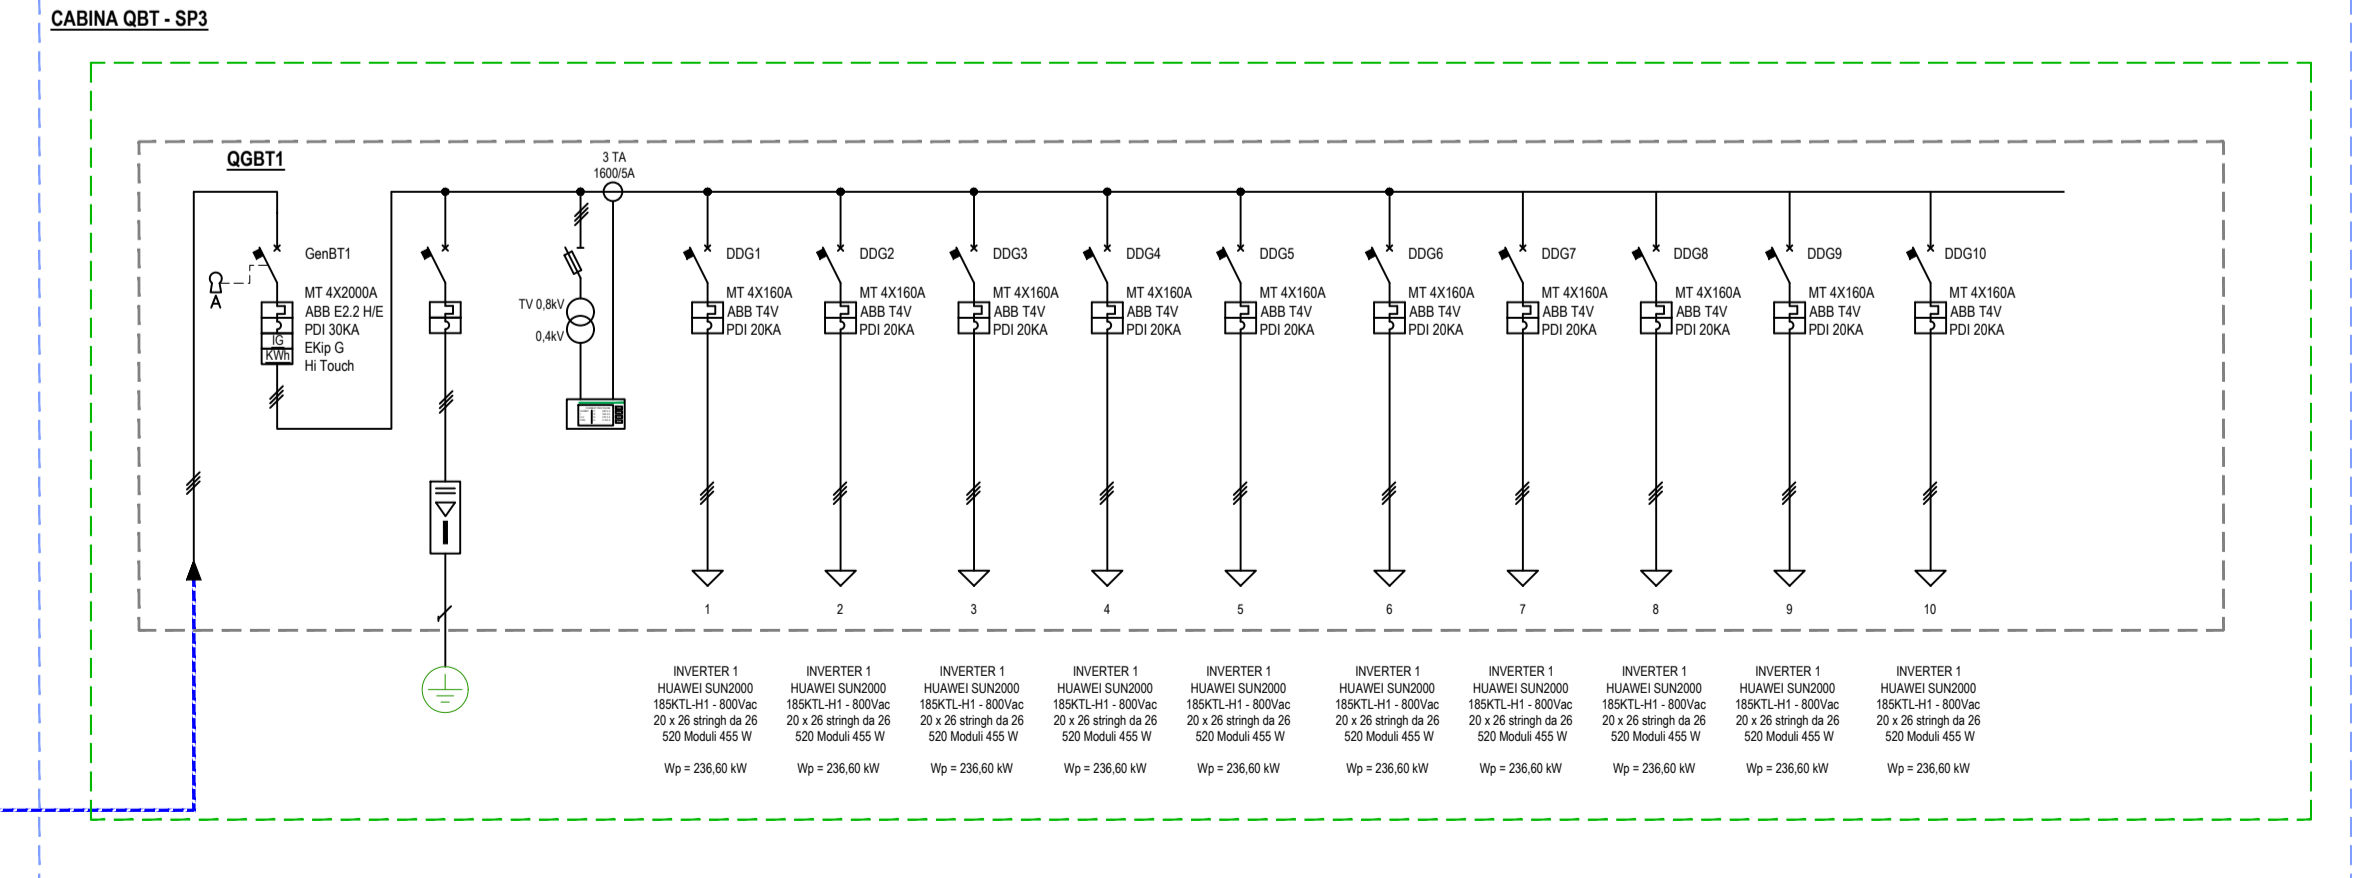 CABINA QBT - SP3
QGBT1
3 TA
1600/5A
GenBT1
MT 4X2000A
ABB E2.2 H/E
PDI 30KA
EKip G
Hi Touch
A
IG
KWh
TV 0,8kV
0,4kV
DDG1
MT 4X160A
ABB T4V
PDI 20KA
DDG2
MT 4X160A
ABB T4V
PDI 20KA
DDG3
MT 4X160A
ABB T4V
PDI 20KA
DDG4
MT 4X160A
ABB T4V
PDI 20KA
DDG5
MT 4X160A
ABB T4V
PDI 20KA
DDG6
MT 4X160A
ABB T4V
PDI 20KA
DDG7
MT 4X160A
ABB T4V
PDI 20KA
DDG8
MT 4X160A
ABB T4V
PDI 20KA
DDG9
MT 4X160A
ABB T4V
PDI 20KA
DDG10
MT 4X160A
ABB T4V
PDI 20KA
1
2
3
4
5
6
7
8
9
10
INVERTER 1
HUAWEI SUN2000
185KTL-H1 - 800Vac
20 x 26 stringh da 26
520 Moduli 455 W
Wp = 236,60 kW
INVERTER 1
HUAWEI SUN2000
185KTL-H1 - 800Vac
20 x 26 stringh da 26
520 Moduli 455 W
Wp = 236,60 kW
INVERTER 1
HUAWEI SUN2000
185KTL-H1 - 800Vac
20 x 26 stringh da 26
520 Moduli 455 W
Wp = 236,60 kW
INVERTER 1
HUAWEI SUN2000
185KTL-H1 - 800Vac
20 x 26 stringh da 26
520 Moduli 455 W
Wp = 236,60 kW
INVERTER 1
HUAWEI SUN2000
185KTL-H1 - 800Vac
20 x 26 stringh da 26
520 Moduli 455 W
Wp = 236,60 kW
INVERTER 1
HUAWEI SUN2000
185KTL-H1 - 800Vac
20 x 26 stringh da 26
520 Moduli 455 W
Wp = 236,60 kW
INVERTER 1
HUAWEI SUN2000
185KTL-H1 - 800Vac
20 x 26 stringh da 26
520 Moduli 455 W
Wp = 236,60 kW
INVERTER 1
HUAWEI SUN2000
185KTL-H1 - 800Vac
20 x 26 stringh da 26
520 Moduli 455 W
Wp = 236,60 kW
INVERTER 1
HUAWEI SUN2000
185KTL-H1 - 800Vac
20 x 26 stringh da 26
520 Moduli 455 W
Wp = 236,60 kW
INVERTER 1
HUAWEI SUN2000
185KTL-H1 - 800Vac
20 x 26 stringh da 26
520 Moduli 455 W
Wp = 236,60 kW